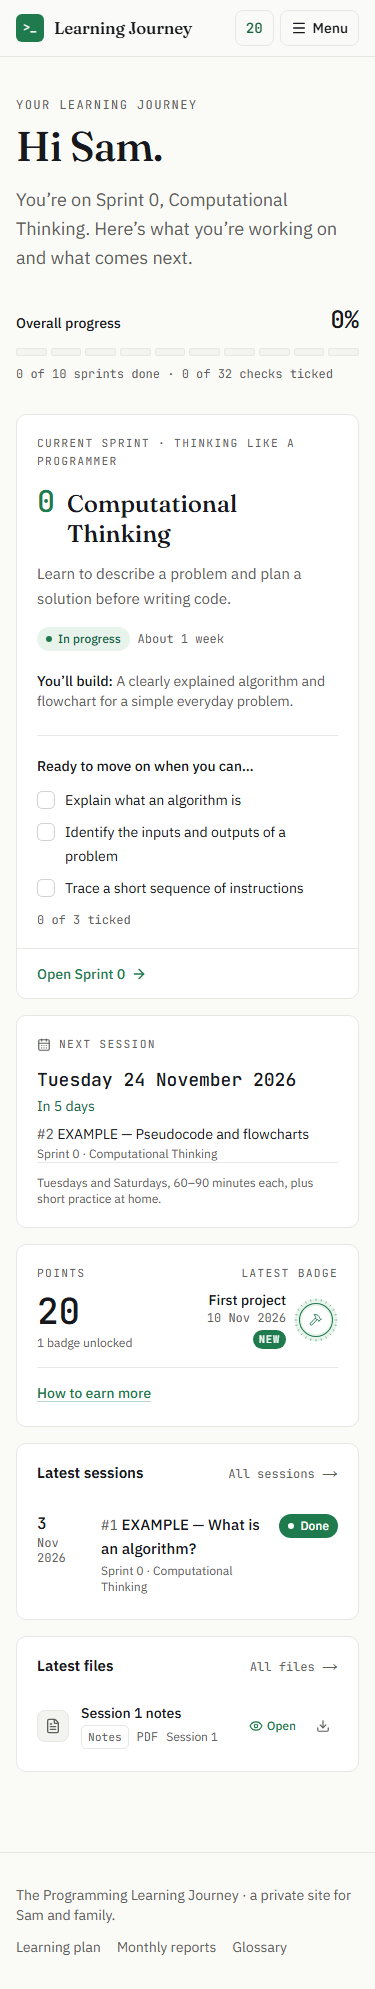 >_ Learning Journey 20 Menu
YOUR LEARNING JOURNEY
Hi Sam.
You’re on Sprint 0, Computational
Thinking. Here’s what you’re working on
and what comes next.
Overall progress 0%
0 of 10 sprints done · 0 of 32 checks ticked
CURRENT SPRINT · THINKING LIKE A
PROGRAMMER
0 Computational
Thinking
Learn to describe a problem and plan a
solution before writing code.
In progress About 1 week
You’ll build: A clearly explained algorithm and
flowchart for a simple everyday problem.
Ready to move on when you can...
Explain what an algorithm is
Identify the inputs and outputs of a
problem
Trace a short sequence of instructions
0 of 3 ticked
Open Sprint 0 →
NEXT SESSION
Tuesday 24 November 2026
In 5 days
#2 EXAMPLE — Pseudocode and flowcharts
Sprint 0 · Computational Thinking
Tuesdays and Saturdays, 60–90 minutes each, plus
short practice at home.
POINTS
20
1 badge unlocked
LATEST BADGE
First project
10 Nov 2026
NEW
How to earn more
Latest sessions All sessions →
3
Nov
2026
#1 EXAMPLE — What is
an algorithm?
Sprint 0 · Computational
Thinking
Done
Latest files All files →
Session 1 notes
Notes PDF Session 1
Open
The Programming Learning Journey · a private site for
Sam and family.
Learning plan Monthly reports Glossary